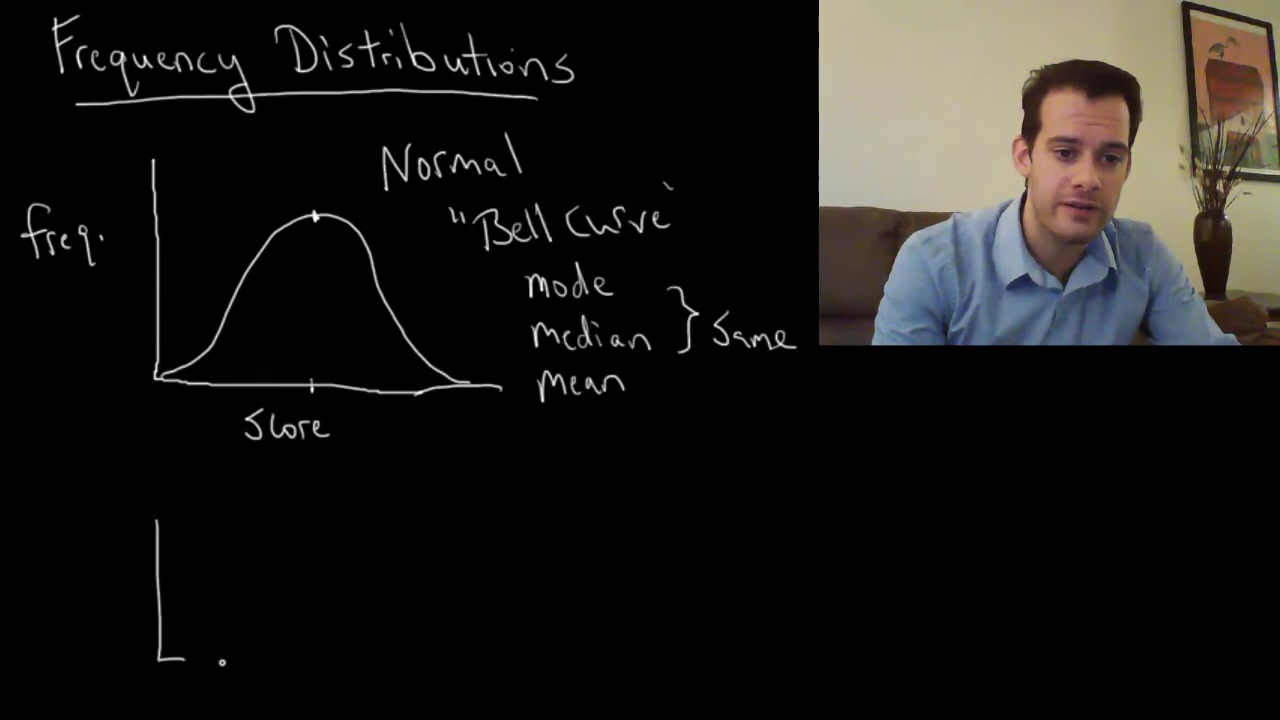 Frequency Distributions
Normal
"Bell Curve"
freq.
mode
median } same
mean
Score